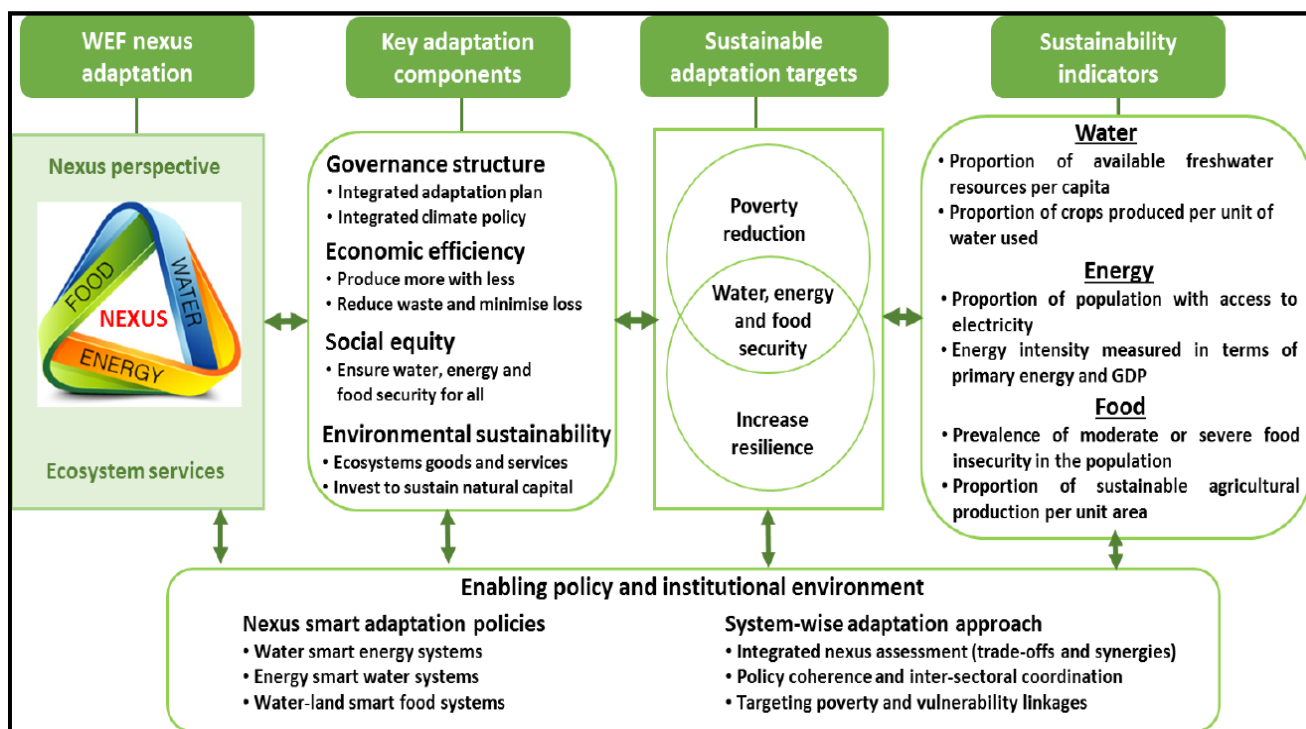 WEF nexus
adaptation
Key adaptation
components
Sustainable
adaptation targets
Sustainability
indicators
Nexus perspective
FOOD
WATER
NEXUS
ENERGY
Ecosystem services
Governance structure
• Integrated adaptation plan
• Integrated climate policy
Economic efficiency
• Produce more with less
• Reduce waste and minimise loss
Social equity
• Ensure water, energy and
food security for all
Environmental sustainability
• Ecosystems goods and services
• Invest to sustain natural capital
Poverty
reduction
Water, energy
and food
security
Increase
resilience
Water
• Proportion of available freshwater
resources per capita
• Proportion of crops produced per unit of
water used
Energy
• Proportion of population with access to
electricity
• Energy intensity measured in terms of
primary energy and GDP
Food
• Prevalence of moderate or severe food
insecurity in the population
• Proportion of sustainable agricultural
production per unit area
Enabling policy and institutional environment
Nexus smart adaptation policies
• Water smart energy systems
• Energy smart water systems
• Water-land smart food systems
System-wise adaptation approach
• Integrated nexus assessment (trade-offs and synergies)
• Policy coherence and inter-sectoral coordination
• Targeting poverty and vulnerability linkages